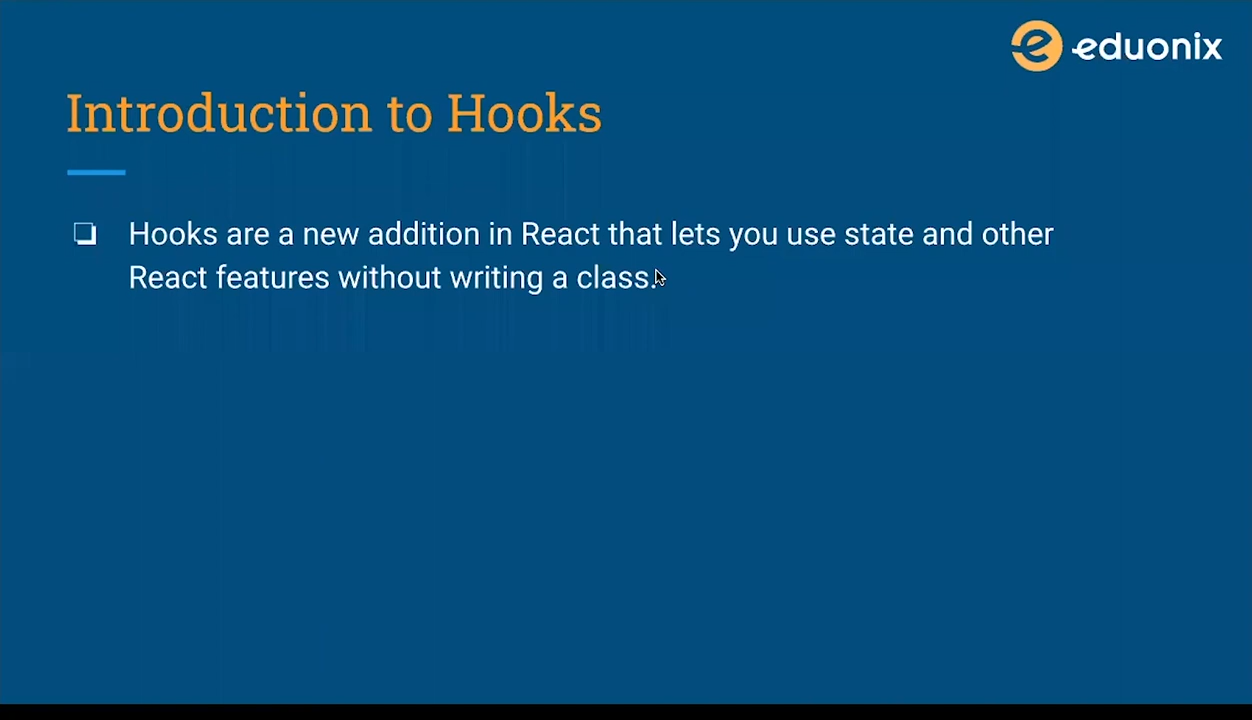 eduonix
Introduction to Hooks
Hooks are a new addition in React that lets you use state and other
React features without writing a class.